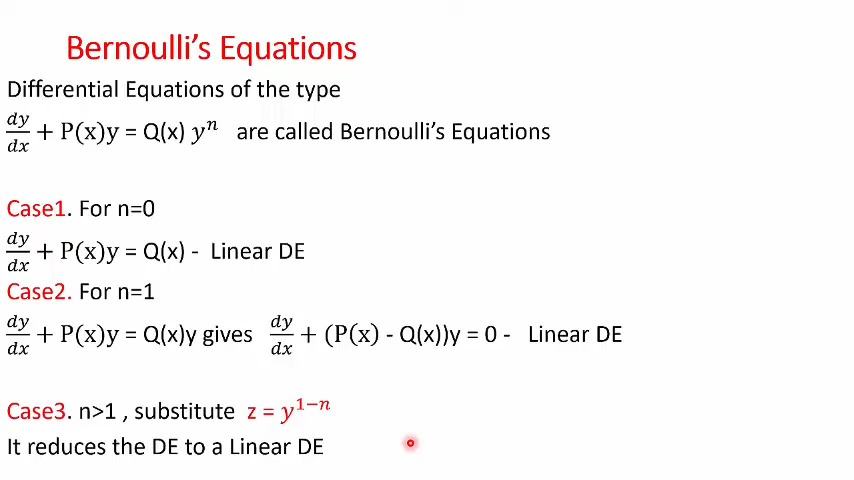 Bernoulli's Equations
Differential Equations of the type
dy/dx + P(x)y = Q(x) yⁿ are called Bernoulli's Equations
Case1. For n=0
dy/dx + P(x)y = Q(x) - Linear DE
Case2. For n=1
dy/dx + P(x)y = Q(x)y gives dy/dx + (P(x) - Q(x))y = 0 - Linear DE
Case3. n>1 , substitute z = y¹⁻ⁿ
It reduces the DE to a Linear DE